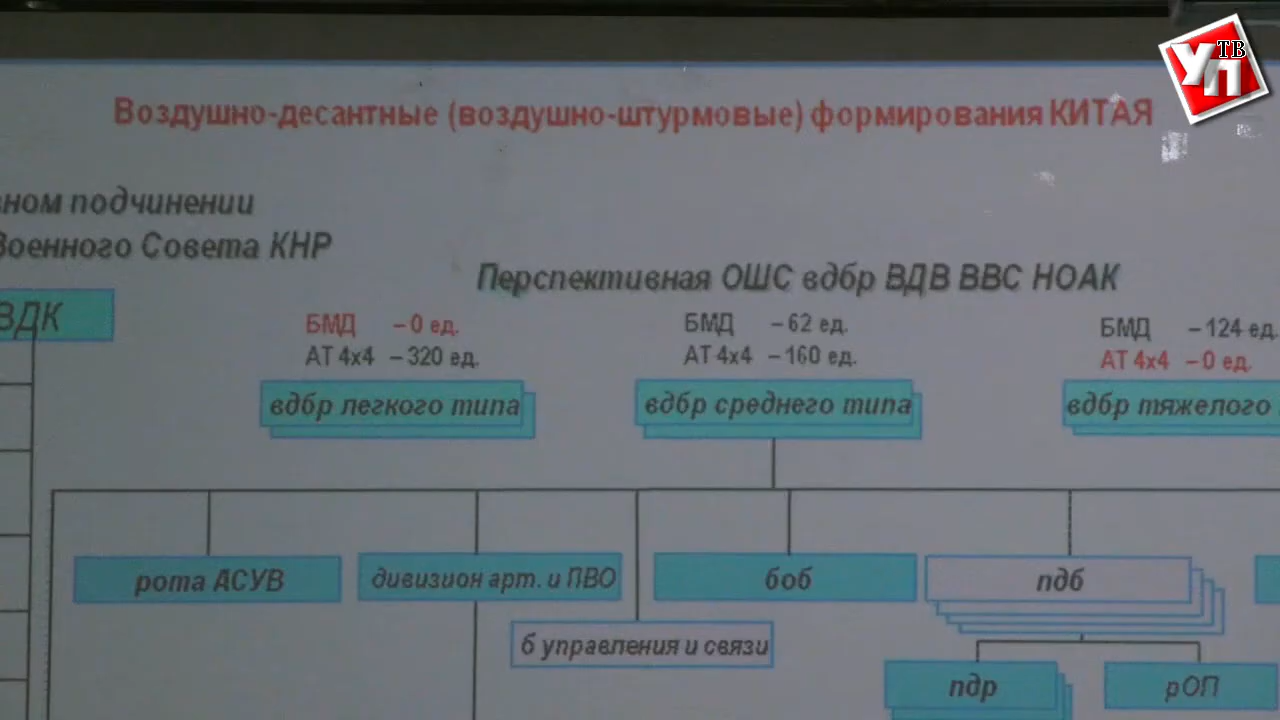 УП ТВ
Воздушно-десантные (воздушно-штурмовые) формирования КИТАЯ
подчинении
Военного Совета КНР
Перспективная ОШС вдбр ВДВ ВВС НОАК
ВДК
БМД – 0 ед.
АТ 4х4 – 320 ед.
БМД – 62 ед.
АТ 4х4 – 160 ед.
БМД – 124 ед.
АТ 4х4 – 0 ед.
вдбр легкого типа
вдбр среднего типа
вдбр тяжелого
рота АСУВ
дивизион арт. и ПВО
боб
пдб
б управления и связи
пдр
рОП